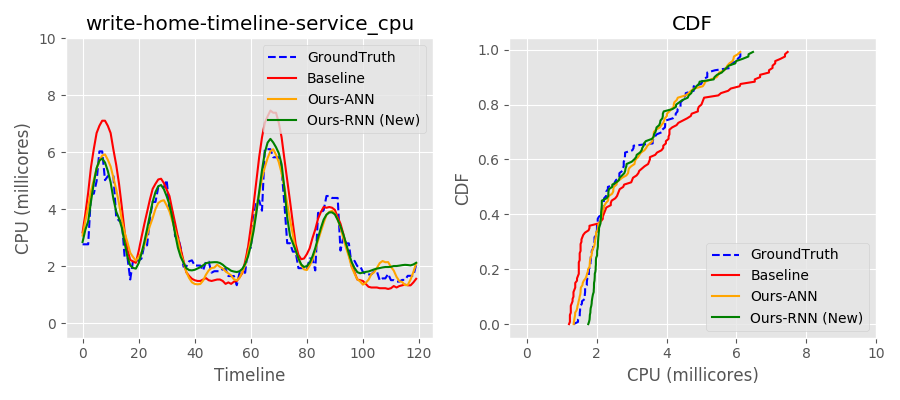 write-home-timeline-service_cpu
CPU (millicores)
10
8
6
4
2
0
0 20 40 60 80 100 120
Timeline
GroundTruth
Baseline
Ours-ANN
Ours-RNN (New)
CDF
CDF
1.0
0.8
0.6
0.4
0.2
0.0
0 2 4 6 8 10
CPU (millicores)
GroundTruth
Baseline
Ours-ANN
Ours-RNN (New)